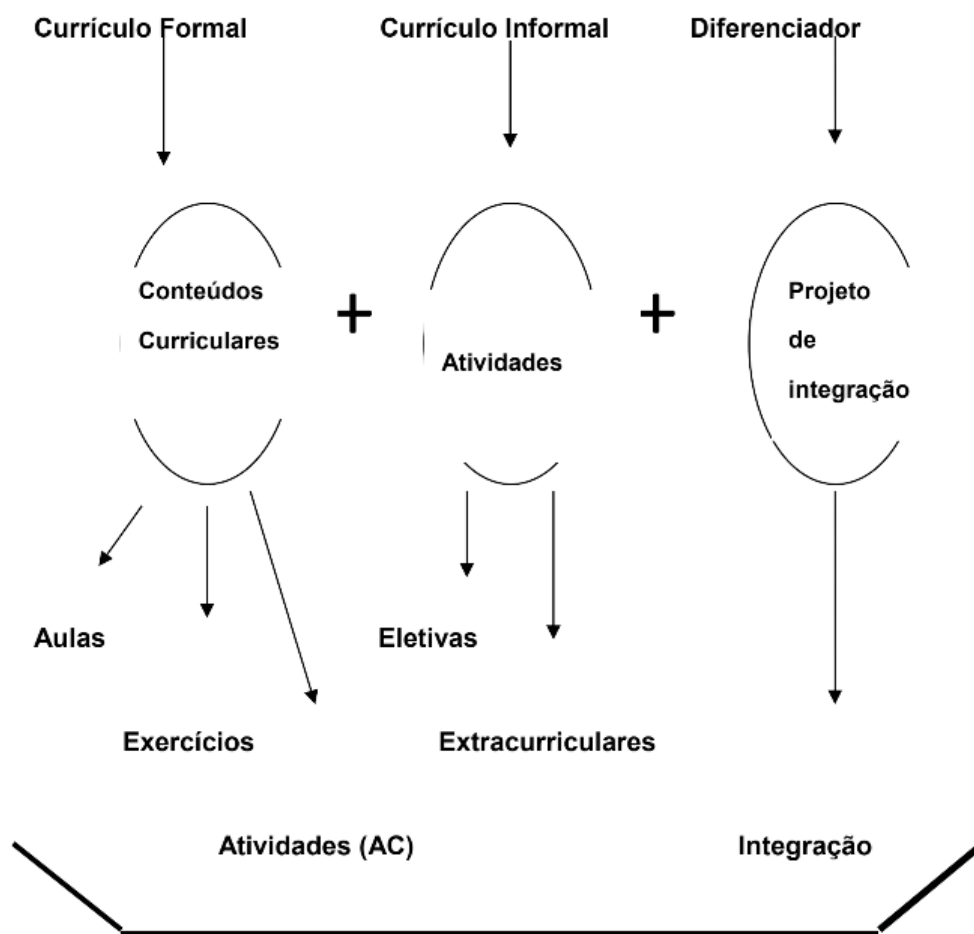 Currículo Formal
Currículo Informal
Diferenciador
Conteúdos
Curriculares
+
Atividades
+
Projeto
de
integração
Aulas
Eletivas
Exercícios
Extracurriculares
Atividades (AC)
Integração